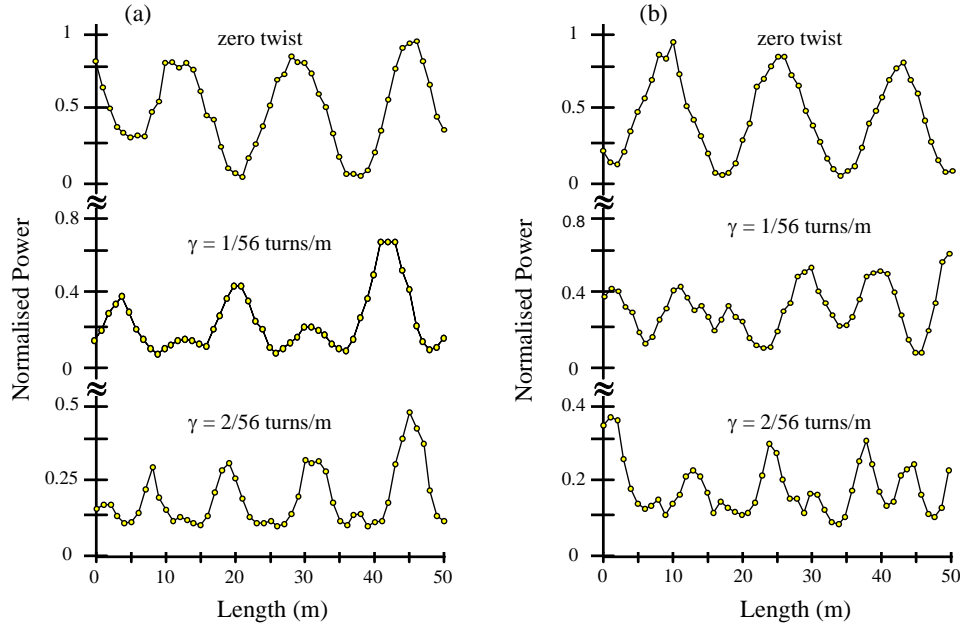 (a)
zero twist
1
0.5
0
γ = 1/56 turns/m
0.8
0.4
0
γ = 2/56 turns/m
0.5
0.25
0
0 10 20 30 40 50
Length (m)
Normalised Power
(b)
zero twist
1
0.5
0
γ = 1/56 turns/m
0.8
0.4
0
γ = 2/56 turns/m
0.4
0.2
0
0 10 20 30 40 50
Length (m)
Normalised Power